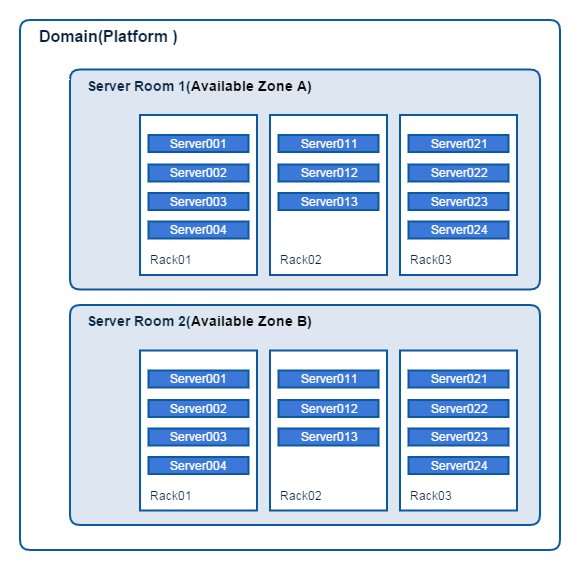 Domain(Platform )
Server Room 1(Available Zone A)
Server001
Server002
Server003
Server004
Rack01
Server011
Server012
Server013
Rack02
Server021
Server022
Server023
Server024
Rack03
Server Room 2(Available Zone B)
Server001
Server002
Server003
Server004
Rack01
Server011
Server012
Server013
Rack02
Server021
Server022
Server023
Server024
Rack03